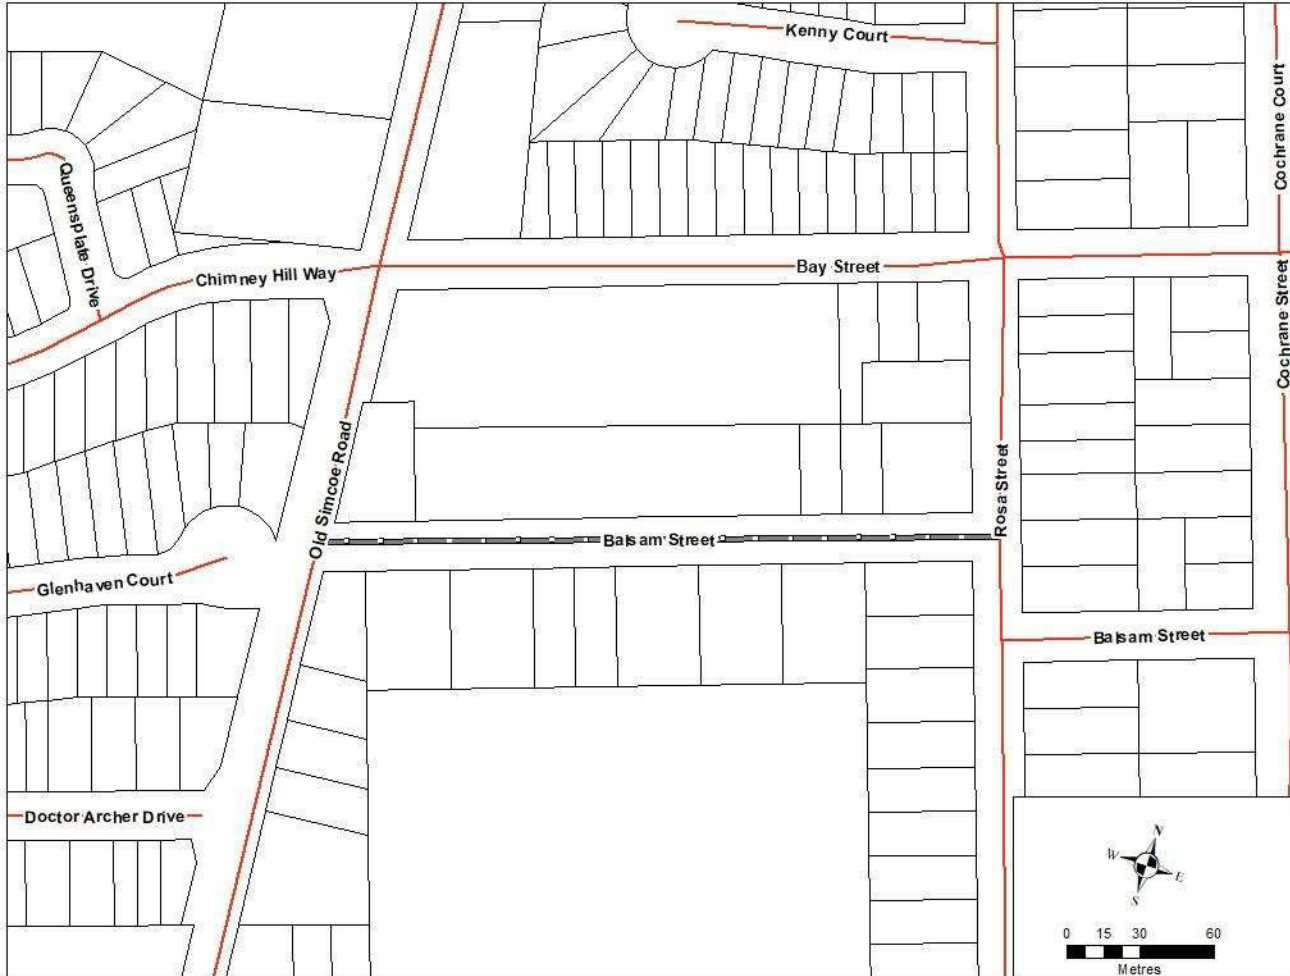 Kenny Court
Cochrane Court
Queensplate Drive
Chimney Hill Way
Bay Street
Cochrane Street
Old Simcoe Road
Rosa Street
Balsam Street
Glenhaven Court
Balsam Street
Doctor Archer Drive
N
W
E
S
0 15 30 60
Metres